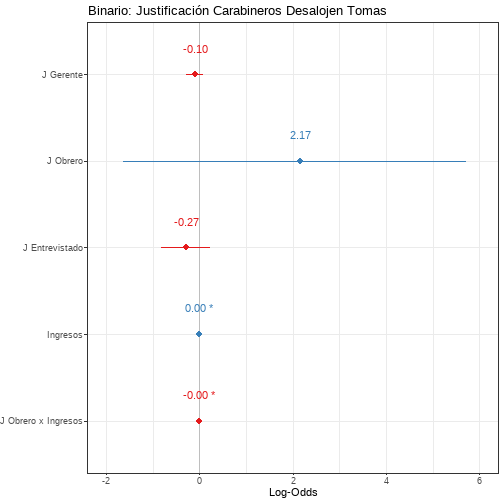 Binario: Justificación Carabineros Desalojen Tomas
-0.10
J Gerente
2.17
J Obrero
-0.27
J Entrevistado
0.00 *
Ingresos
-0.00 *
J Obrero x Ingresos
-2 0 2 4 6
Log-Odds